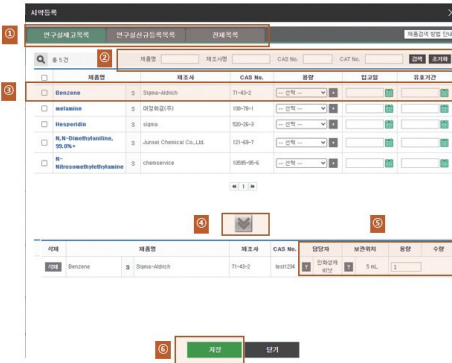 시약등록
①
연구실재고목록 연구실신규등록목록 전체목록
제품검색 방법 안내
총 5 건
②
제품명 제조사명 CAS No. CAT No. 검색 초기화
제품명 제조사 CAS No. 용량 입고일 유효기간
③
Benzene S Sigma-Aldrich 71-43-2 -- 선택 --
melamine S 대정화금(주) 108-78-1 -- 선택 --
Hesperidin S sigma 520-26-3 -- 선택 --
N,N-Dimethylaniline, 99.0%+ S Junsei Chemical Co.,Ltd. 121-69-7 -- 선택 --
N-Nitrosomethylethylamine S chemservice 10595-95-6 -- 선택 --
1
④
⑤
삭제 제품명 제조사 CAS No. 담당자 보관위치 용량 수량
삭제 Benzene S Sigma-Aldrich 71-43-2 test1234 5 mL 1
⑥
저장 닫기